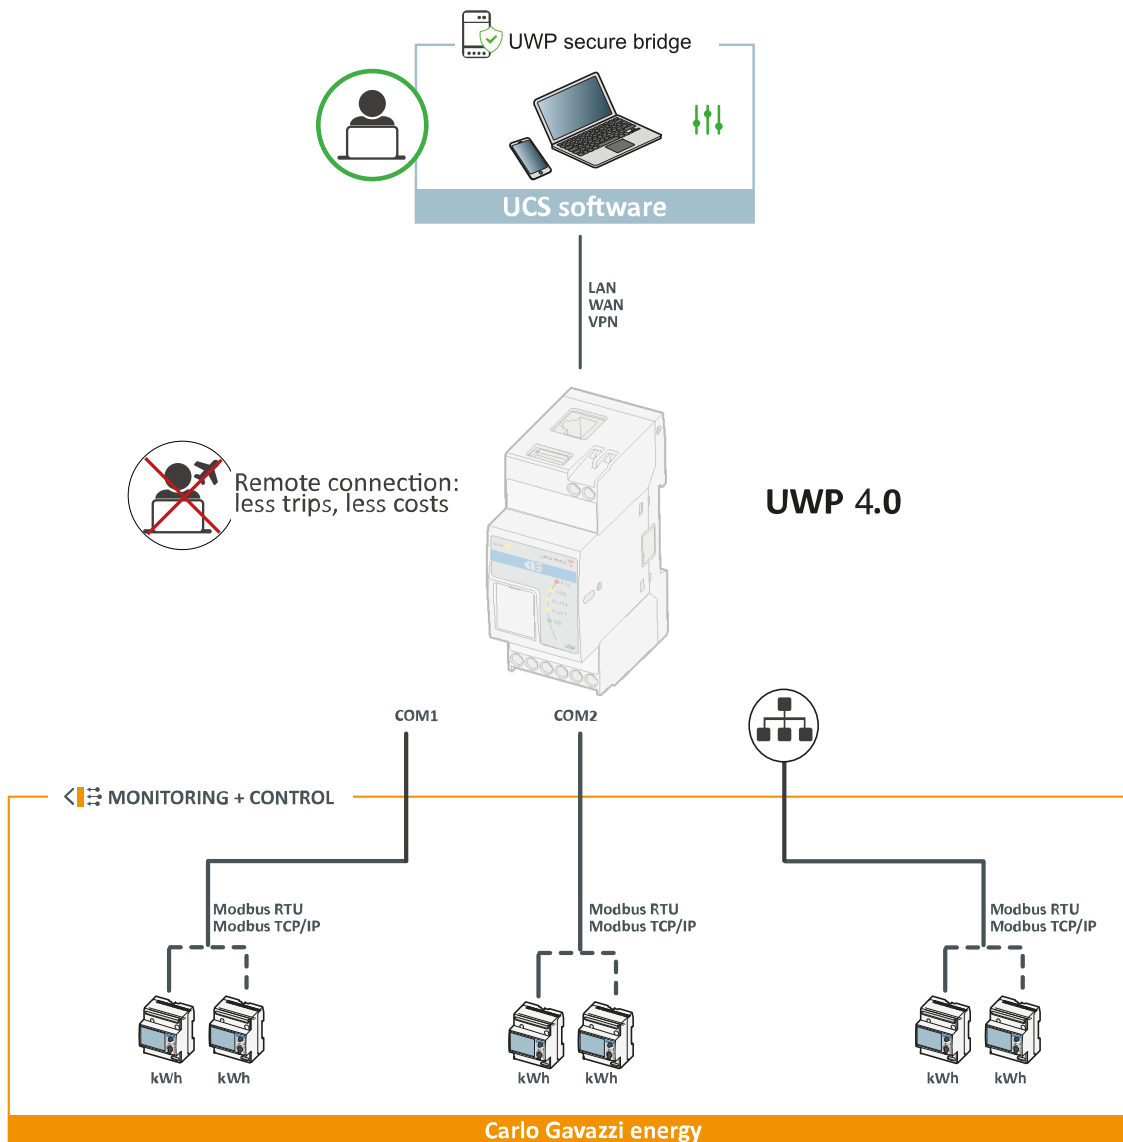 UWP secure bridge
UCS software
LAN
WAN
VPN
Remote connection:
less trips, less costs
UWP 4.0
COM1
COM2
MONITORING + CONTROL
Modbus RTU
Modbus TCP/IP
Modbus RTU
Modbus TCP/IP
Modbus RTU
Modbus TCP/IP
kWh
kWh
kWh
kWh
kWh
kWh
Carlo Gavazzi energy